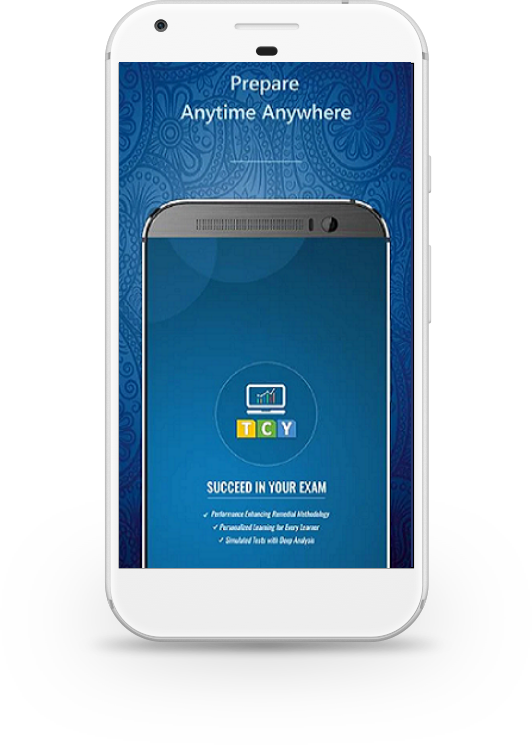 Prepare
Anytime Anywhere
TCY
SUCCEED IN YOUR EXAM
✓ Performance Enhancing Remedial Methodology
✓ Personalized Learning for Every Learner
✓ Simulated Tests with Deep Analysis